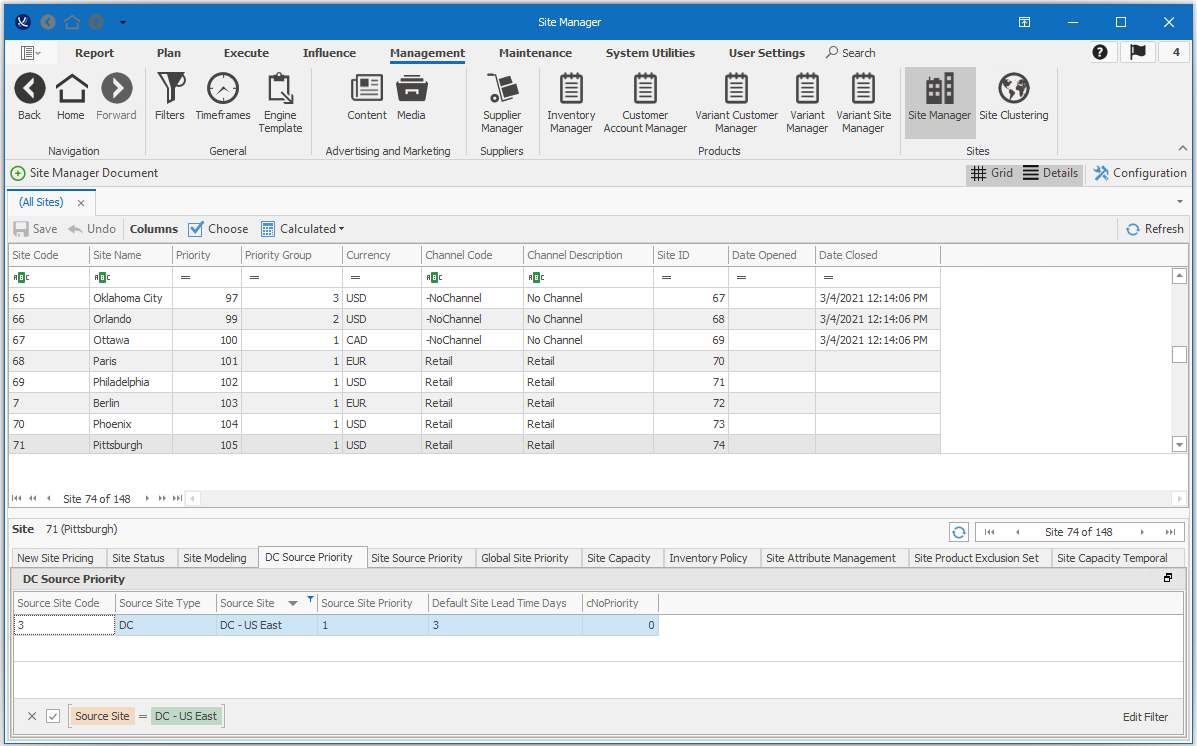 Site Manager
Report Plan Execute Influence Management Maintenance System Utilities User Settings Search ? 4
Back Home Forward Filters Timeframes Engine Template Content Media Supplier Manager Inventory Manager Customer Account Manager Variant Customer Manager Variant Manager Variant Site Manager Site Manager Site Clustering
Navigation General Advertising and Marketing Suppliers Products Sites
Site Manager Document Grid Details Configuration
(All Sites) ×
Save Undo Columns Choose Calculated Refresh
Site Code Site Name Priority Priority Group Currency Channel Code Channel Description Site ID Date Opened Date Closed
ABC ABC = = = ABC ABC = = =
65 Oklahoma City 97 3 USD -NoChannel No Channel 67 3/4/2021 12:14:06 PM
66 Orlando 99 2 USD -NoChannel No Channel 68 3/4/2021 12:14:06 PM
67 Ottawa 100 1 CAD -NoChannel No Channel 69 3/4/2021 12:14:06 PM
68 Paris 101 1 EUR Retail Retail 70
69 Philadelphia 102 1 USD Retail Retail 71
7 Berlin 103 1 EUR Retail Retail 72
70 Phoenix 104 1 USD Retail Retail 73
71 Pittsburgh 105 1 USD Retail Retail 74
Site 74 of 148
Site 71 (Pittsburgh) Site 74 of 148
New Site Pricing Site Status Site Modeling DC Source Priority Site Source Priority Global Site Priority Site Capacity Inventory Policy Site Attribute Management Site Product Exclusion Set Site Capacity Temporal
DC Source Priority
Source Site Code Source Site Type Source Site Source Site Priority Default Site Lead Time Days cNoPriority
3 DC DC - US East 1 3 0
Source Site = DC - US East Edit Filter